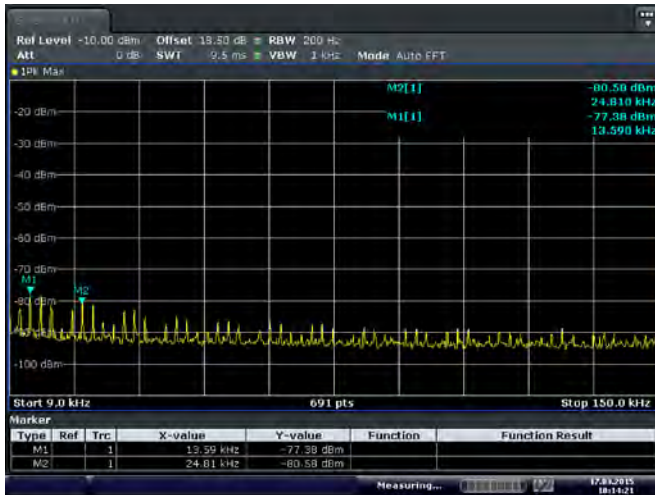 Ref Level -10.00 dBm Offset 18.50 dB RBW 200 Hz
Att 0 dB SWT 9.5 ms VBW 1 kHz Mode Auto FFT
1Pk Max
M2[1] -80.58 dBm
24.810 kHz
M1[1] -77.38 dBm
13.590 kHz
-20 dBm
-30 dBm
-40 dBm
-50 dBm
-60 dBm
-70 dBm
M1
M2
-80 dBm
-100 dBm
Start 9.0 kHz 691 pts Stop 150.0 kHz
Marker
Type Ref Trc X-value Y-value Function Function Result
M1 1 13.59 kHz -77.38 dBm
M2 1 24.81 kHz -80.58 dBm
Measuring... 17.03.2015
10:14:21